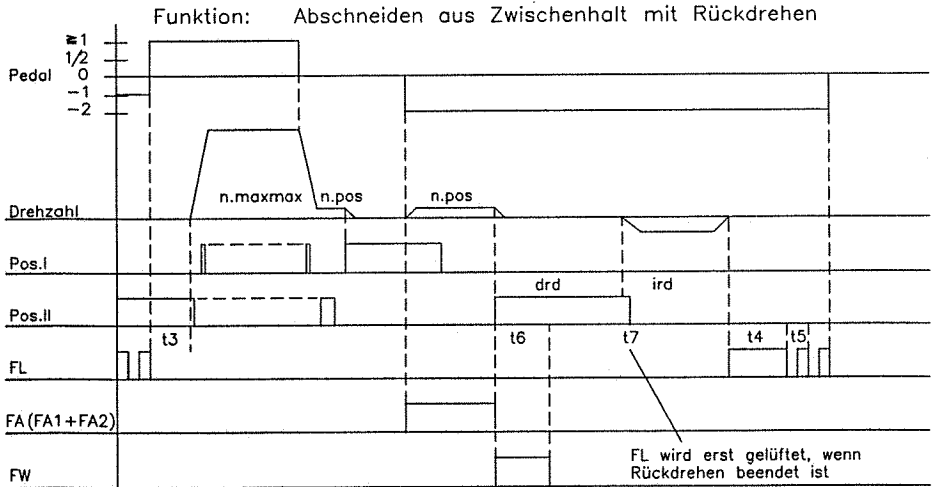 Funktion: Abschneiden aus Zwischenhalt mit Rückdrehen
≧1
1/2
Pedal 0
-1
-2
n.maxmax n.pos n.pos
Drehzahl
Pos.I
drd ird
Pos.II
t3 t6 t7 t4 t5
FL
FA(FA1+FA2)
FL wird erst gelüftet, wenn
FW Rückdrehen beendet ist